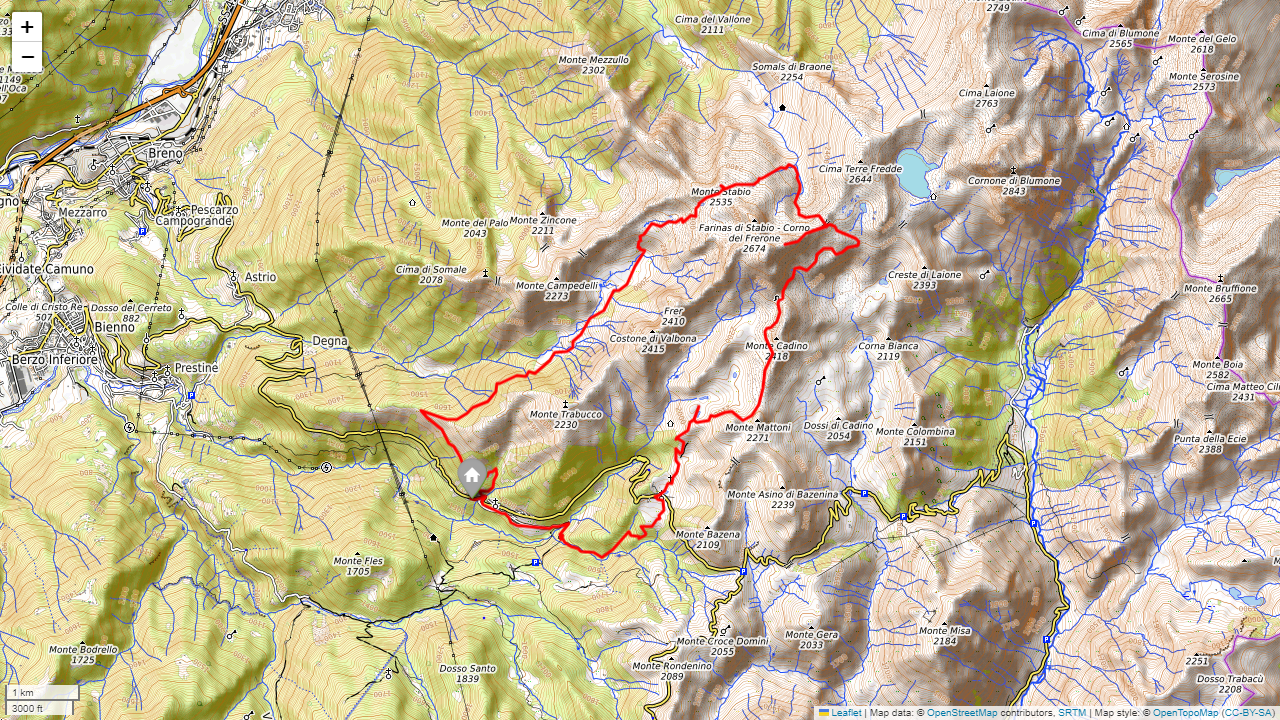 +
−
2749
Cima del Vallone
2111
Cima di Blumone
2565
Monte del Gelo
2618
Monte Mezzullo
2302
Somals di Braone
2254
Monte Serosine
2573
1149
ell'Oca
Cima Laione
2763
Breno
Cima Terre Fredde
2644
Cornone di Blumone
2843
Monte Stabio
2535
Mezzarro
Pescarzo
Campogrande
Monte del Palo
2043
Monte Zincone
2211
Farinas di Stabio - Corno
del Frerone
2674
Cividate Camuno
Astrio
Cima di Somale
2078
Creste di Laione
2393
Monte Campedelli
2273
Monte Bruffione
2665
Colle di Cristo Re
507
Dosso del Cerreto
882
Bienno
Frer
2410
Degna
Costone di Valbona
2415
Monte Cadino
2418
Corna Bianca
2119
Berzo Inferiore
Prestine
Monte Boia
2582
Cima Matteo Cil
2431
Monte Trabucco
2230
Monte Mattoni
2271
Dossi di Cadino
2054
Monte Colombina
2151
Punta della Ecie
2388
Monte Asino di Bazenina
2239
Monte Bazena
2109
Monte Fles
1705
Monte Bodrello
1725
Monte Croce Domini
2055
Monte Gera
2033
Monte Misa
2184
Dosso Santo
1839
Monte Rondenino
2089
2251
Dosso Trabacù
2208
1 km
3000 ft
Leaflet | Map data: © OpenStreetMap contributors, SRTM | Map style: © OpenTopoMap (CC-BY-SA)